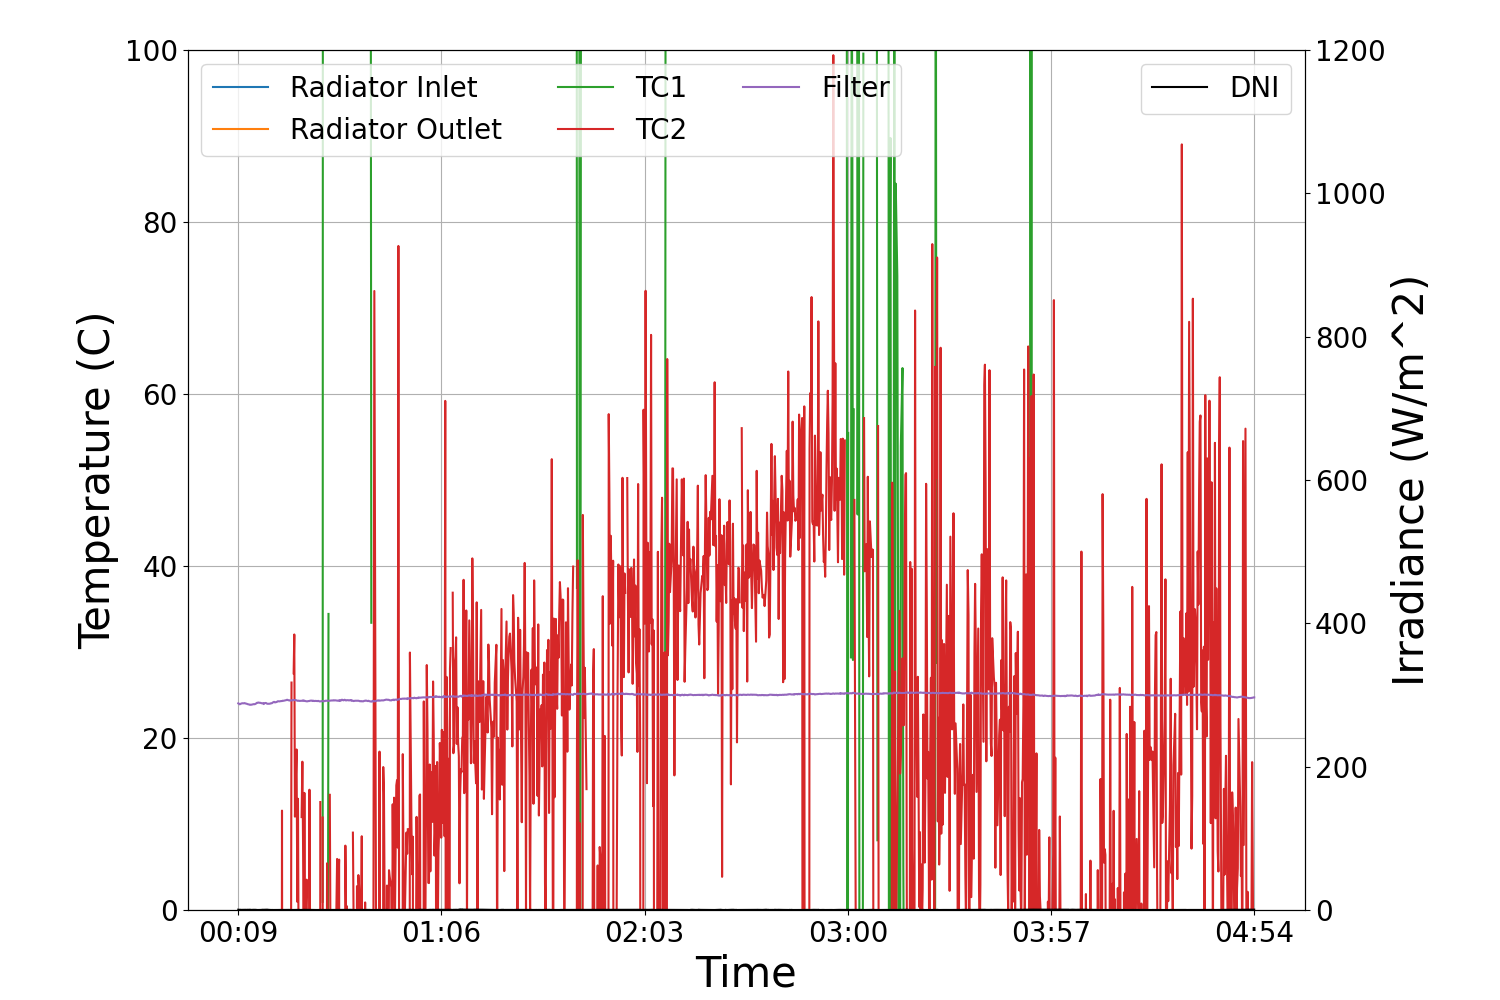 Radiator Inlet
Radiator Outlet
TC1
TC2
Filter
DNI
Temperature (C)
100
80
60
40
20
0
Irradiance (W/m^2)
1200
1000
800
600
400
200
0
00:09 01:06 02:03 03:00 03:57 04:54
Time